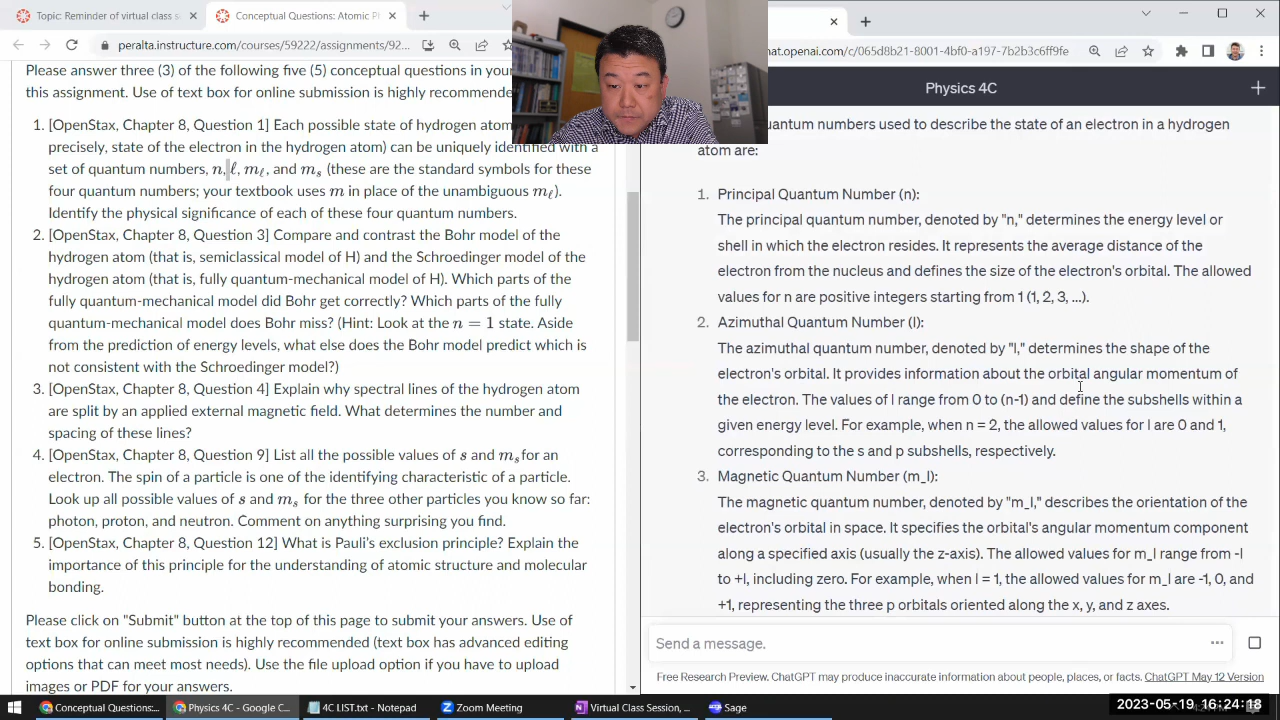 Topic: Reminder of virtual class s
Conceptual Questions: Atomic P
peralta.instructure.com/courses/59222/assignments/92...
hat.openai.com/c/065d8b21-8001-4bf0-a197-7b2b3c6ff9fe
Please answer three (3) of the following five (5) conceptual questions in your
this assignment. Use of text box for online submission is highly recommende
1. [OpenStax, Chapter 8, Question 1] Each possible state of hydrogen atom
precisely, state of the electron in the hydrogen atom) can be uniquely identified with a
set of quantum numbers, n, ℓ, mℓ, and ms (these are the standard symbols for these
four quantum numbers; your textbook uses m in place of the unambiguous mℓ).
Identify the physical significance of each of these four quantum numbers.
2. [OpenStax, Chapter 8, Question 3] Compare and contrast the Bohr model of the
hydrogen atom (that is, semiclassical model of H) and the Schroedinger model of the
hydrogen atom (that is, fully quantum-mechanical model of H). Which parts of the
fully quantum-mechanical model did Bohr get correctly? Which parts of the fully
quantum-mechanical model does Bohr miss? (Hint: Look at the n = 1 state. Aside
from the prediction of energy levels, what else does the Bohr model predict which is
not consistent with the Schroedinger model?)
3. [OpenStax, Chapter 8, Question 4] Explain why spectral lines of the hydrogen atom
are split by an applied external magnetic field. What determines the number and
spacing of these lines?
4. [OpenStax, Chapter 8, Question 9] List all the possible values of s and ms for an
electron. The spin of a particle is one of the identifying characteristic of a particle.
Look up all possible values of s and ms for the three other particles you know so far:
photon, proton, and neutron. Comment on anything surprising you find.
5. [OpenStax, Chapter 8, Question 12] What is Pauli's exclusion principle? Explain the
importance of this principle for the understanding of atomic structure and molecular
bonding.
Please click on "Submit" button at the top of this page to submit your answers. Use of
text box for online submission is highly recommended (text box has advanced editing
options that can meet most needs). Use the file upload option if you have to upload
images or PDF for your answers.
Physics 4C
uantum numbers used to describe the state of an electron in a hydrogen
atom are:
1. Principal Quantum Number (n):
The principal quantum number, denoted by "n," determines the energy level or
shell in which the electron resides. It represents the average distance of the
electron from the nucleus and defines the size of the electron's orbital. The allowed
values for n are positive integers starting from 1 (1, 2, 3, ...).
2. Azimuthal Quantum Number (l):
The azimuthal quantum number, denoted by "l," determines the shape of the
electron's orbital. It provides information about the orbital angular momentum of
the electron. The values of l range from 0 to (n-1) and define the subshells within a
given energy level. For example, when n = 2, the allowed values for l are 0 and 1,
corresponding to the s and p subshells, respectively.
3. Magnetic Quantum Number (m_l):
The magnetic quantum number, denoted by "m_l," describes the orientation of the
electron's orbital in space. It specifies the orbital's angular momentum component
along a specified axis (usually the z-axis). The allowed values for m_l range from -l
to +l, including zero. For example, when l = 1, the allowed values for m_l are -1, 0, and
+1, representing the three p orbitals oriented along the x, y, and z axes.
Send a message.
Free Research Preview. ChatGPT may produce inaccurate information about people, places, or facts. ChatGPT May 12 Version
Conceptual Questions:...
Physics 4C - Google C...
4C LIST.txt - Notepad
Zoom Meeting
Virtual Class Session, ...
Sage
2023-05-19 16:24:18